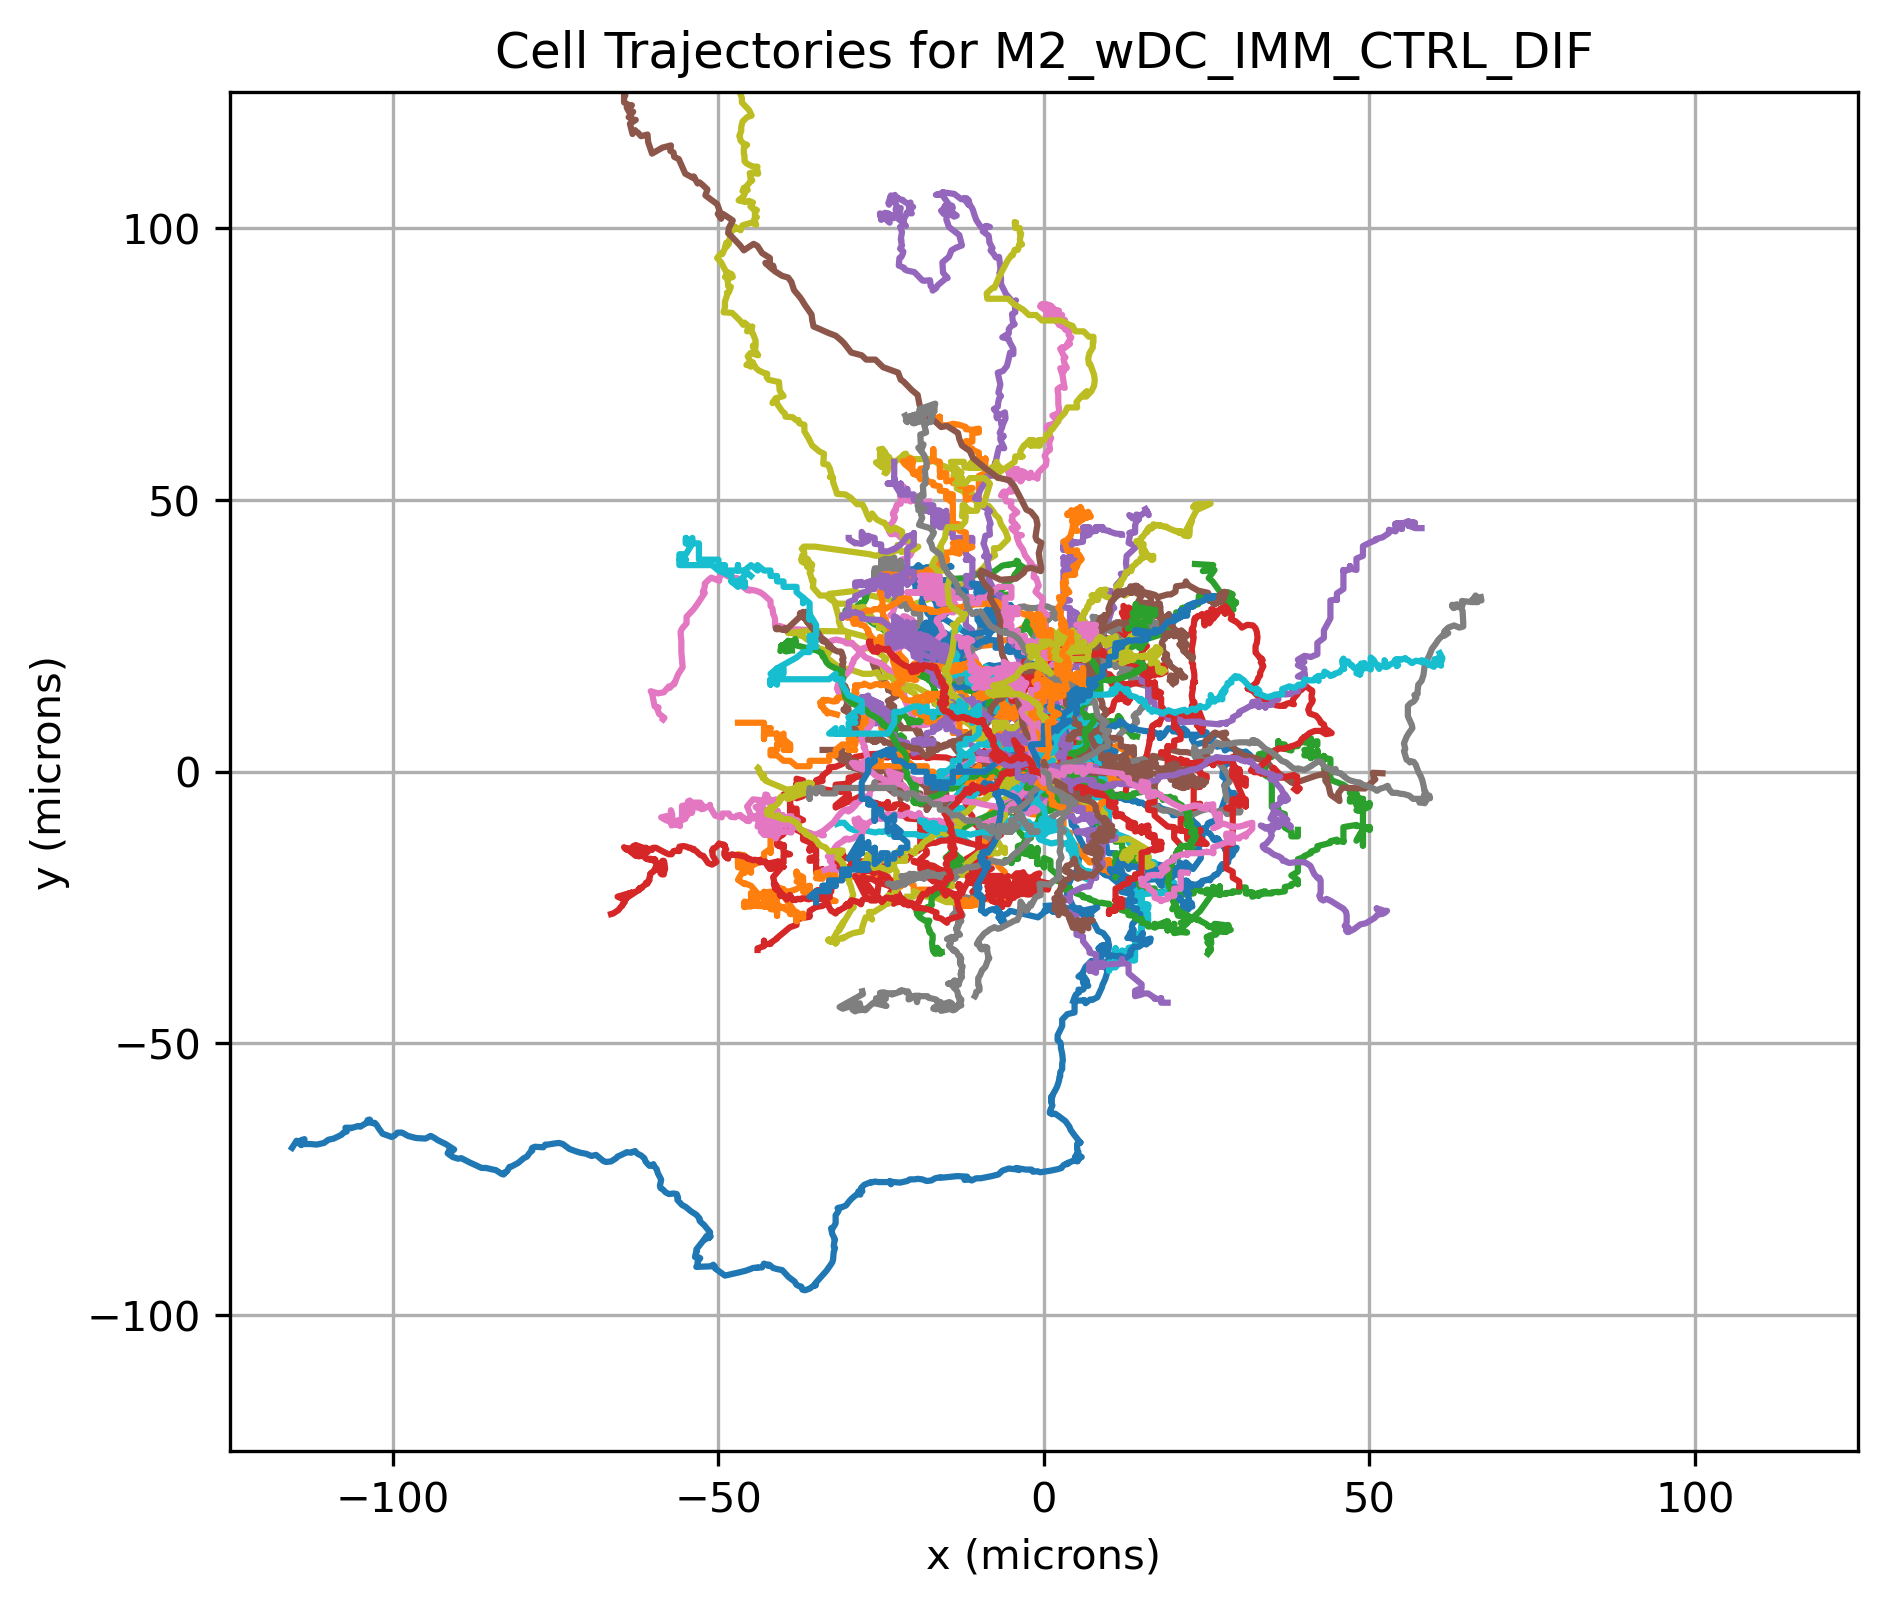 Cell Trajectories for M2_wDC_IMM_CTRL_DIF
100
50
0
−50
−100
y (microns)
−100 −50 0 50 100
x (microns)